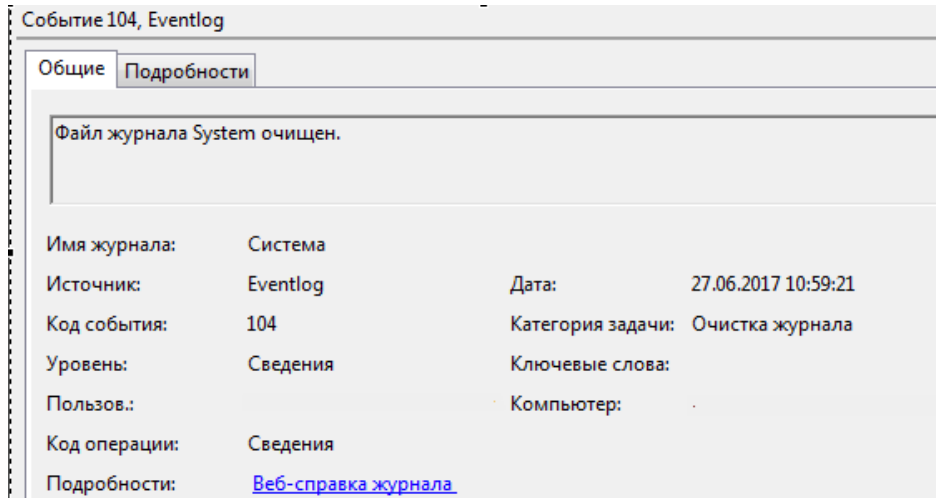 Событие 104, Eventlog
Общие Подробности
Файл журнала System очищен.
Имя журнала: Система
Источник: Eventlog Дата: 27.06.2017 10:59:21
Код события: 104 Категория задачи: Очистка журнала
Уровень: Сведения Ключевые слова:
Пользов.: Компьютер:
Код операции: Сведения
Подробности: Веб-справка журнала